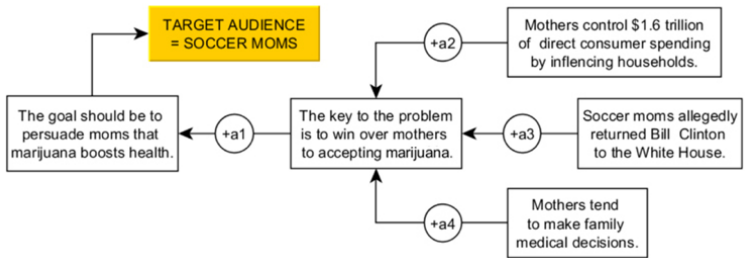 TARGET AUDIENCE
= SOCCER MOMS
Mothers control $1.6 trillion
of direct consumer spending
by inflencing households.
+a2
The goal should be to
persuade moms that
marijuana boosts health.
+a1
The key to the problem
is to win over mothers
to accepting marijuana.
+a3
Soccer moms allegedly
returned Bill Clinton
to the White House.
+a4
Mothers tend
to make family
medical decisions.